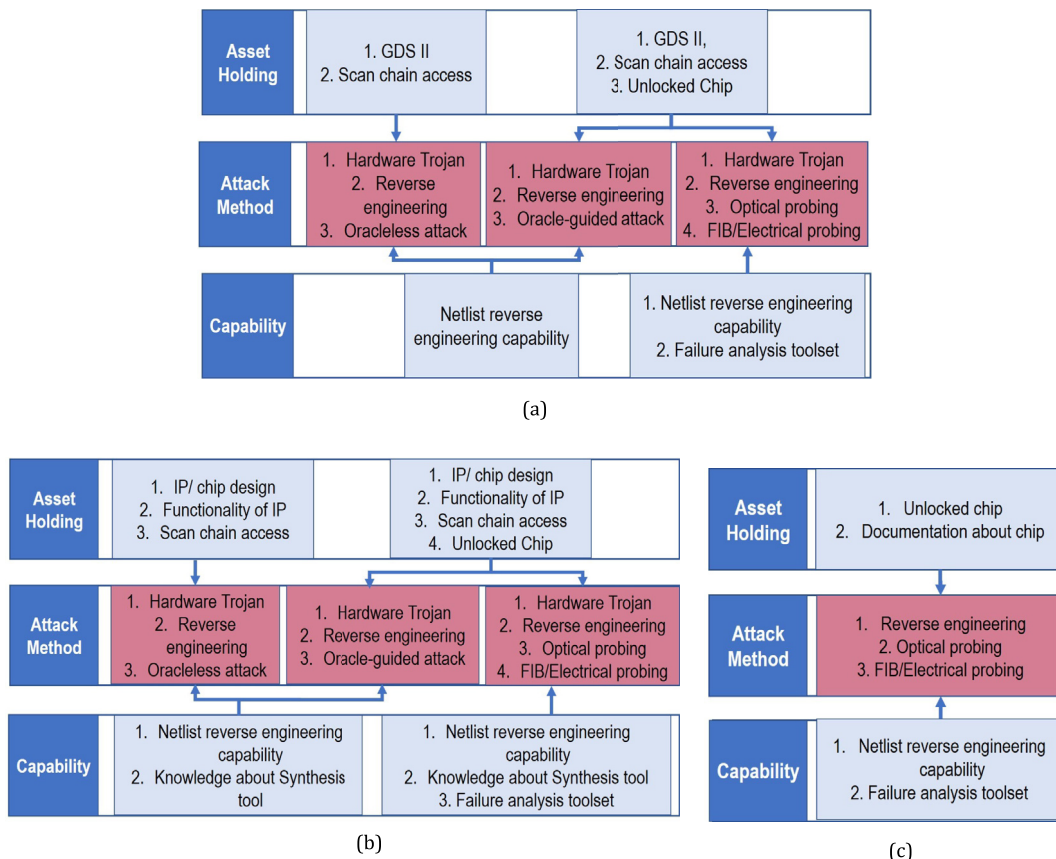 Asset
Holding
1. GDS II
2. Scan chain access
1. GDS II,
2. Scan chain access
3. Unlocked Chip
Attack
Method
1. Hardware Trojan
2. Reverse
engineering
3. Oracleless attack
1. Hardware Trojan
2. Reverse engineering
3. Oracle-guided attack
1. Hardware Trojan
2. Reverse engineering
3. Optical probing
4. FIB/Electrical probing
Capability
Netlist reverse
engineering capability
1. Netlist reverse engineering
capability
2. Failure analysis toolset
(a)
Asset
Holding
1. IP/ chip design
2. Functionality of IP
3. Scan chain access
1. IP/ chip design
2. Functionality of IP
3. Scan chain access
4. Unlocked Chip
Attack
Method
1. Hardware Trojan
2. Reverse
engineering
3. Oracleless attack
1. Hardware Trojan
2. Reverse engineering
3. Oracle-guided attack
1. Hardware Trojan
2. Reverse engineering
3. Optical probing
4. FIB/Electrical probing
Capability
1. Netlist reverse engineering
capability
2. Knowledge about Synthesis
tool
1. Netlist reverse engineering
capability
2. Knowledge about Synthesis tool
3. Failure analysis toolset
(b)
Asset
Holding
1. Unlocked chip
2. Documentation about chip
Attack
Method
1. Reverse engineering
2. Optical probing
3. FIB/Electrical probing
Capability
1. Netlist reverse engineering
capability
2. Failure analysis toolset
(c)